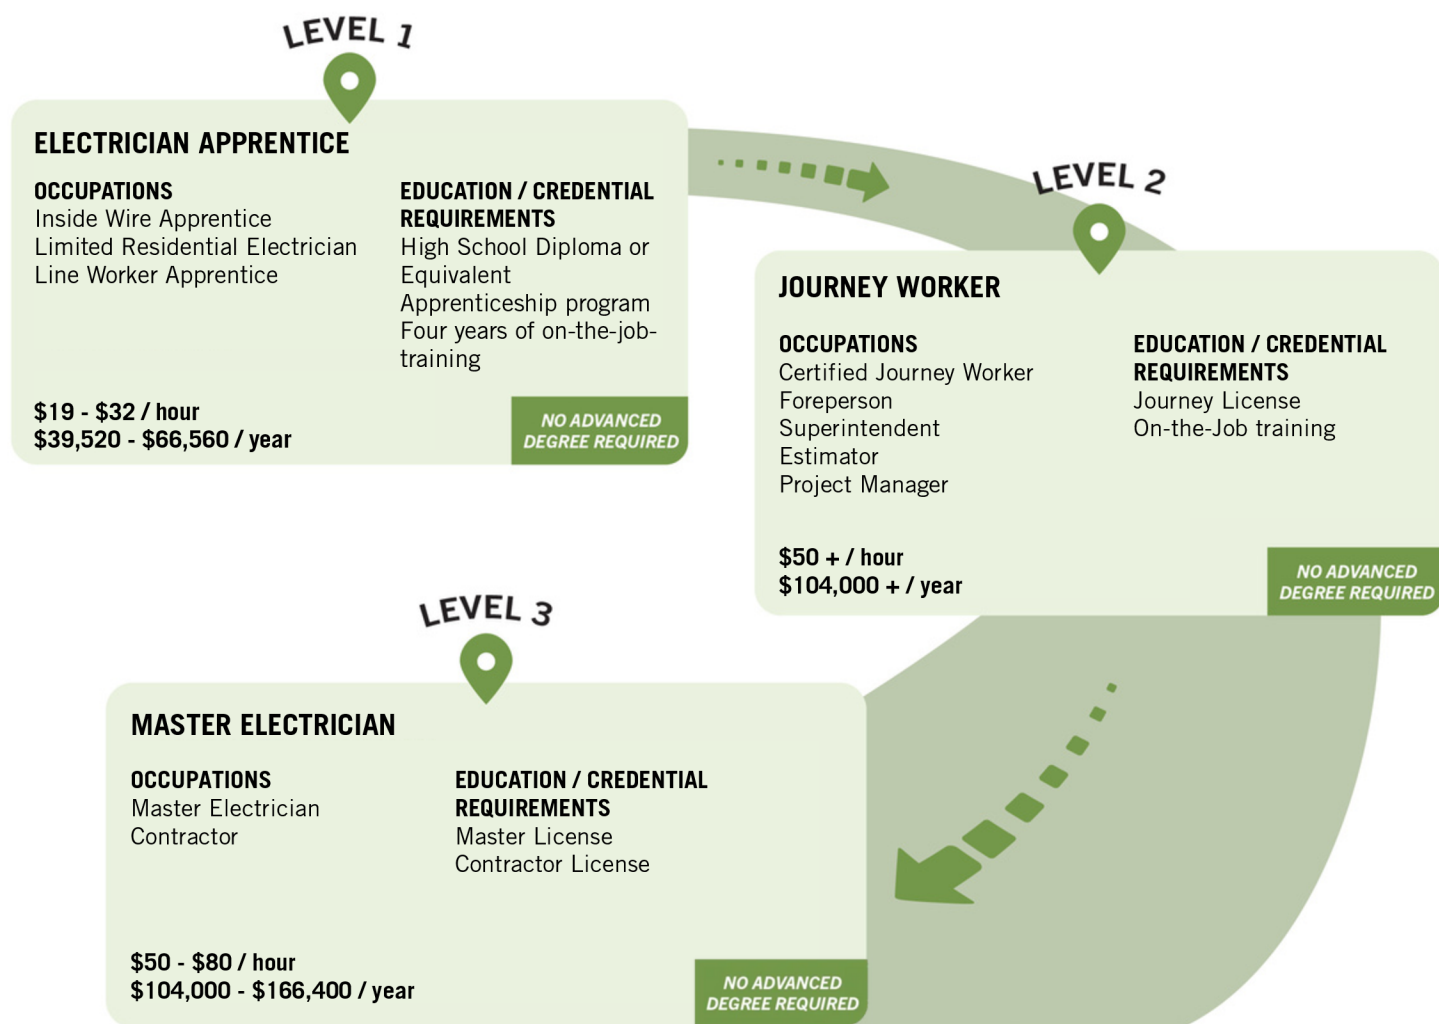 LEVEL 1
ELECTRICIAN APPRENTICE
OCCUPATIONS
Inside Wire Apprentice
Limited Residential Electrician
Line Worker Apprentice
EDUCATION / CREDENTIAL
REQUIREMENTS
High School Diploma or
Equivalent
Apprenticeship program
Four years of on-the-job-
training
$19 - $32 / hour
$39,520 - $66,560 / year
NO ADVANCED
DEGREE REQUIRED
LEVEL 2
JOURNEY WORKER
OCCUPATIONS
Certified Journey Worker
Foreperson
Superintendent
Estimator
Project Manager
EDUCATION / CREDENTIAL
REQUIREMENTS
Journey License
On-the-Job training
$50 + / hour
$104,000 + / year
NO ADVANCED
DEGREE REQUIRED
LEVEL 3
MASTER ELECTRICIAN
OCCUPATIONS
Master Electrician
Contractor
EDUCATION / CREDENTIAL
REQUIREMENTS
Master License
Contractor License
$50 - $80 / hour
$104,000 - $166,400 / year
NO ADVANCED
DEGREE REQUIRED